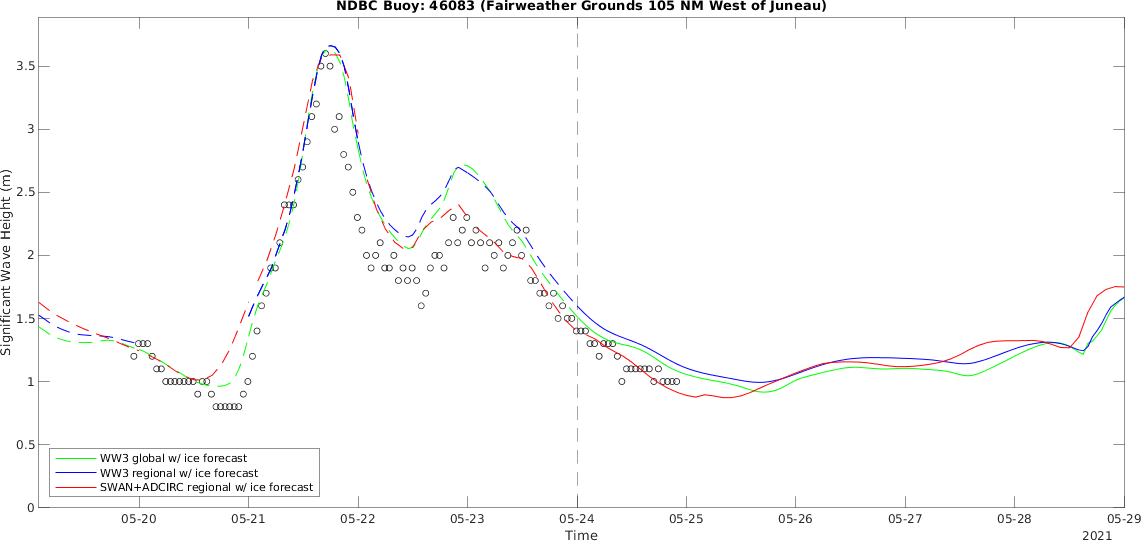 NDBC Buoy: 46083 (Fairweather Grounds 105 NM West of Juneau)
Significant Wave Height (m)
3.5
3
2.5
2
1.5
1
0.5
0
WW3 global w/ ice forecast
WW3 regional w/ ice forecast
SWAN+ADCIRC regional w/ ice forecast
05-20 05-21 05-22 05-23 05-24 05-25 05-26 05-27 05-28 05-29
Time
2021